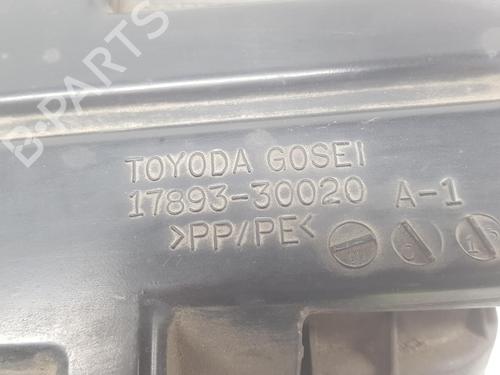 B-PARTS
TOYODA GOSEI
17893-30020 A-1
>PP/PE<